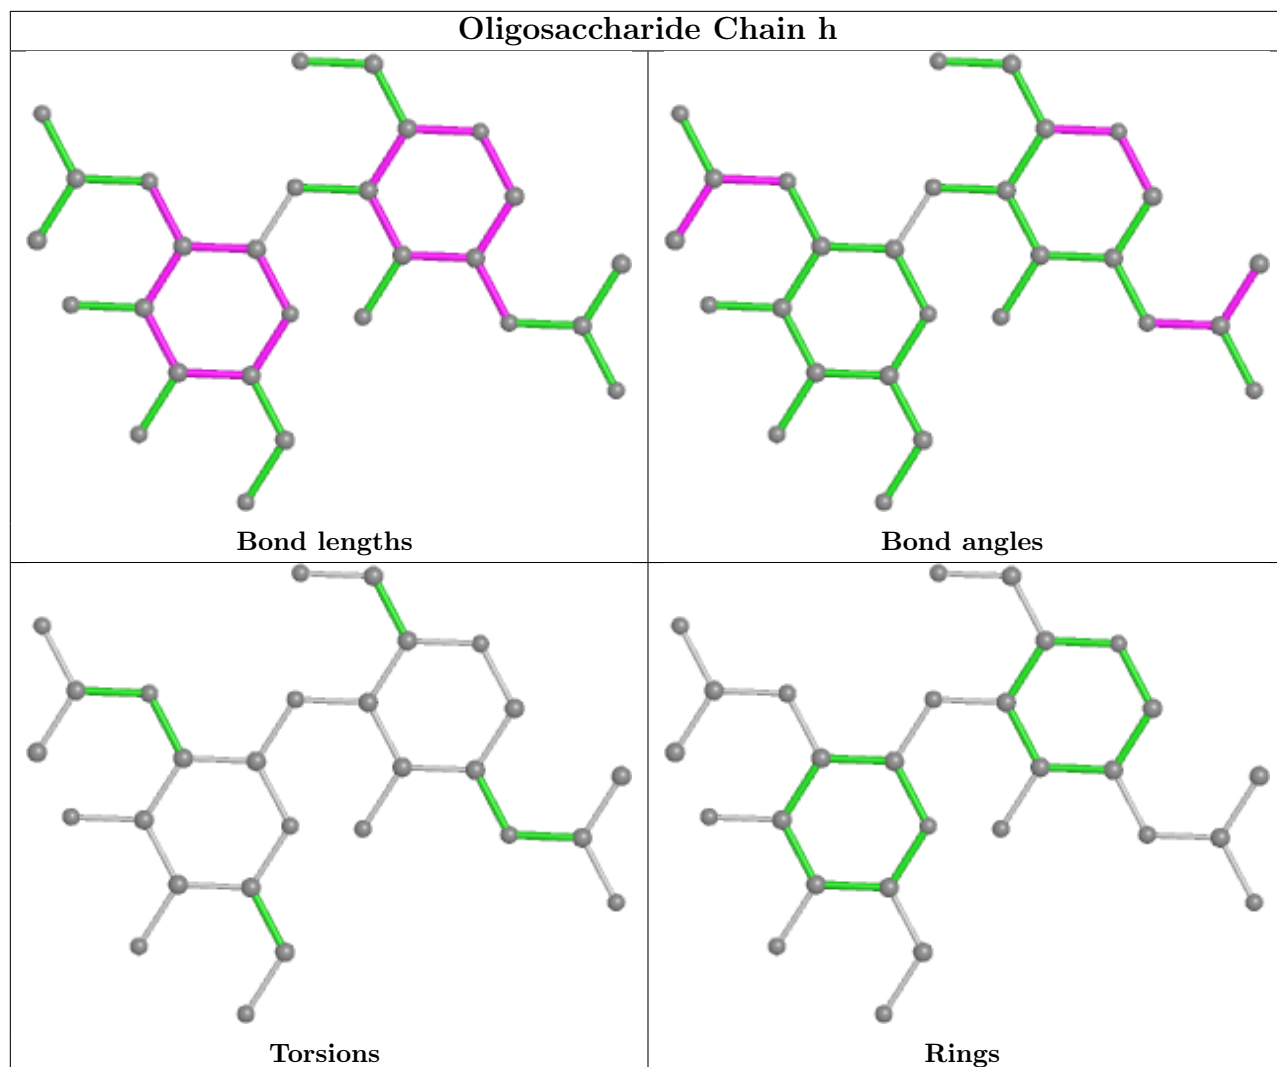 Oligosaccharide Chain h
Bond lengths
Bond angles
Torsions
Rings